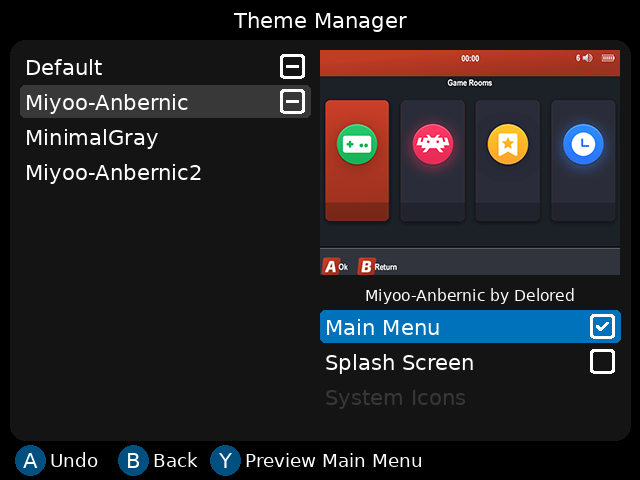 Theme Manager
Default
Miyoo-Anbernic
MinimalGray
Miyoo-Anbernic2
00:00
6
Game Rooms
A Ok
B Return
Miyoo-Anbernic by Delored
Main Menu
Splash Screen
System Icons
A Undo
B Back
Y Preview Main Menu